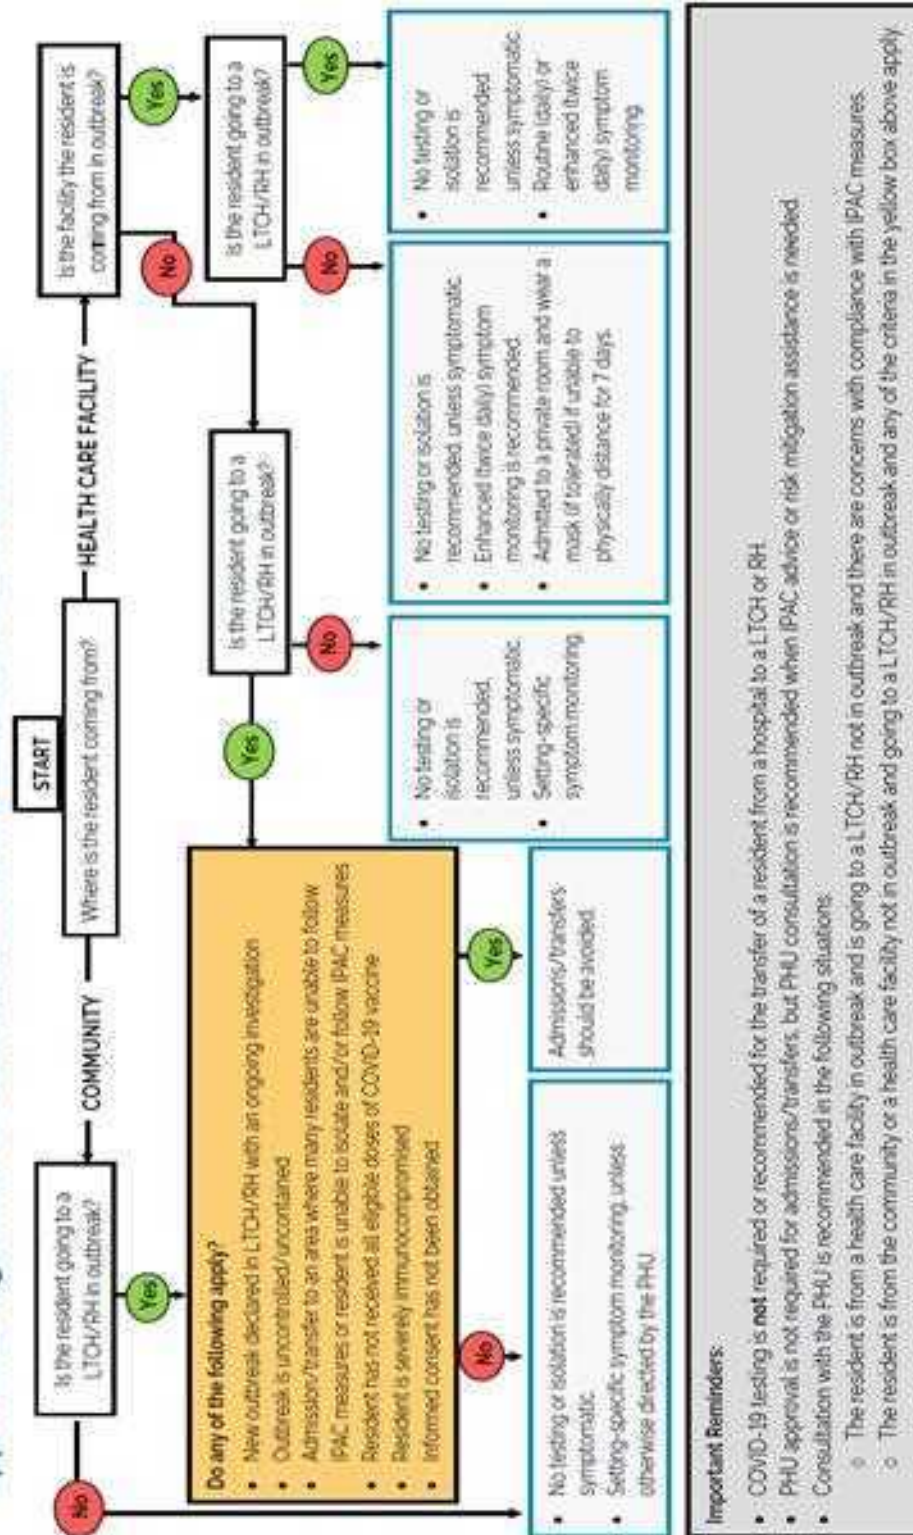 START
Where is the resident coming from?
COMMUNITY
HEALTH CARE FACILITY
Is the resident going to a
LTCH/RH in outbreak?
No
Yes
Is the facility the resident is
coming from in outbreak?
Yes
No
Is the resident going to a
LTCH/RH in outbreak?
Yes
No
Is the resident going to a
LTCH/RH in outbreak?
No
Yes
Do any of the following apply?
• New outbreak declared in LTCH/RH with an ongoing investigation
• Outbreak is uncontrolled/uncontained
• Admission/transfer to an area where many residents are unable to follow
IPAC measures or resident is unable to isolate and/or follow IPAC measures
• Resident has not received all eligible doses of COVID-19 vaccine
• Resident is severely immunocompromised
• Informed consent has not been obtained
No
Yes
• No testing or isolation is recommended unless
symptomatic.
• Setting-specific symptom monitoring, unless
otherwise directed by the PHU.
Admissions/transfers
should be avoided.
• No testing or
isolation is
recommended,
unless symptomatic.
• Setting-specific
symptom monitoring.
• No testing or isolation is
recommended, unless symptomatic.
• Enhanced (twice daily) symptom
monitoring is recommended.
• Admitted to a private room and wear a
mask (if tolerated) if unable to
physically distance for 7 days.
• No testing or
isolation is
recommended
unless symptomatic.
• Routine (daily) or
enhanced (twice
daily) symptom
monitoring
Important Reminders:
• COVID-19 testing is not required or recommended for the transfer of a resident from a hospital to a LTCH or RH.
• PHU approval is not required for admissions/transfers, but PHU consultation is recommended when IPAC advice or risk mitigation assistance is needed.
• Consultation with the PHU is recommended in the following situations:
o The resident is from a health care facility in outbreak and is going to a LTCH/RH not in outbreak and there are concerns with compliance with IPAC measures.
o The resident is from the community or a health care facility not in outbreak and going to a LTCH/RH in outbreak and any of the criteria in the yellow box above apply.